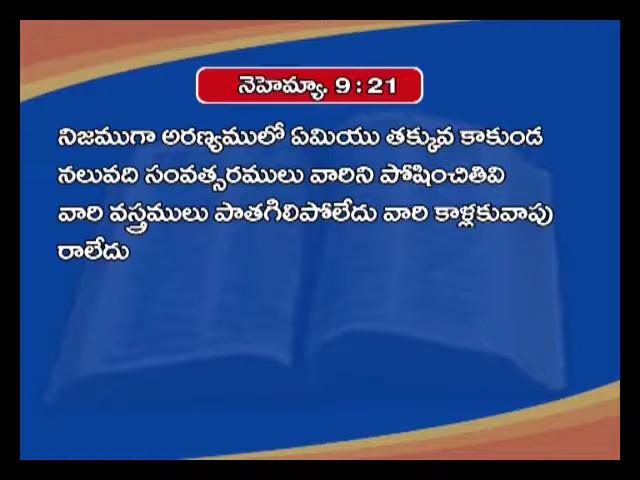 నెహెమ్యా. 9 : 21
నిజముగా అరణ్యములో ఏమియు తక్కువ కాకుండ
నలువది సంవత్సరములు వారిని పోషించితివి
వారి వస్త్రములు పాతగిలిపోలేదు వారి కాళ్లకువాపు
రాలేదు